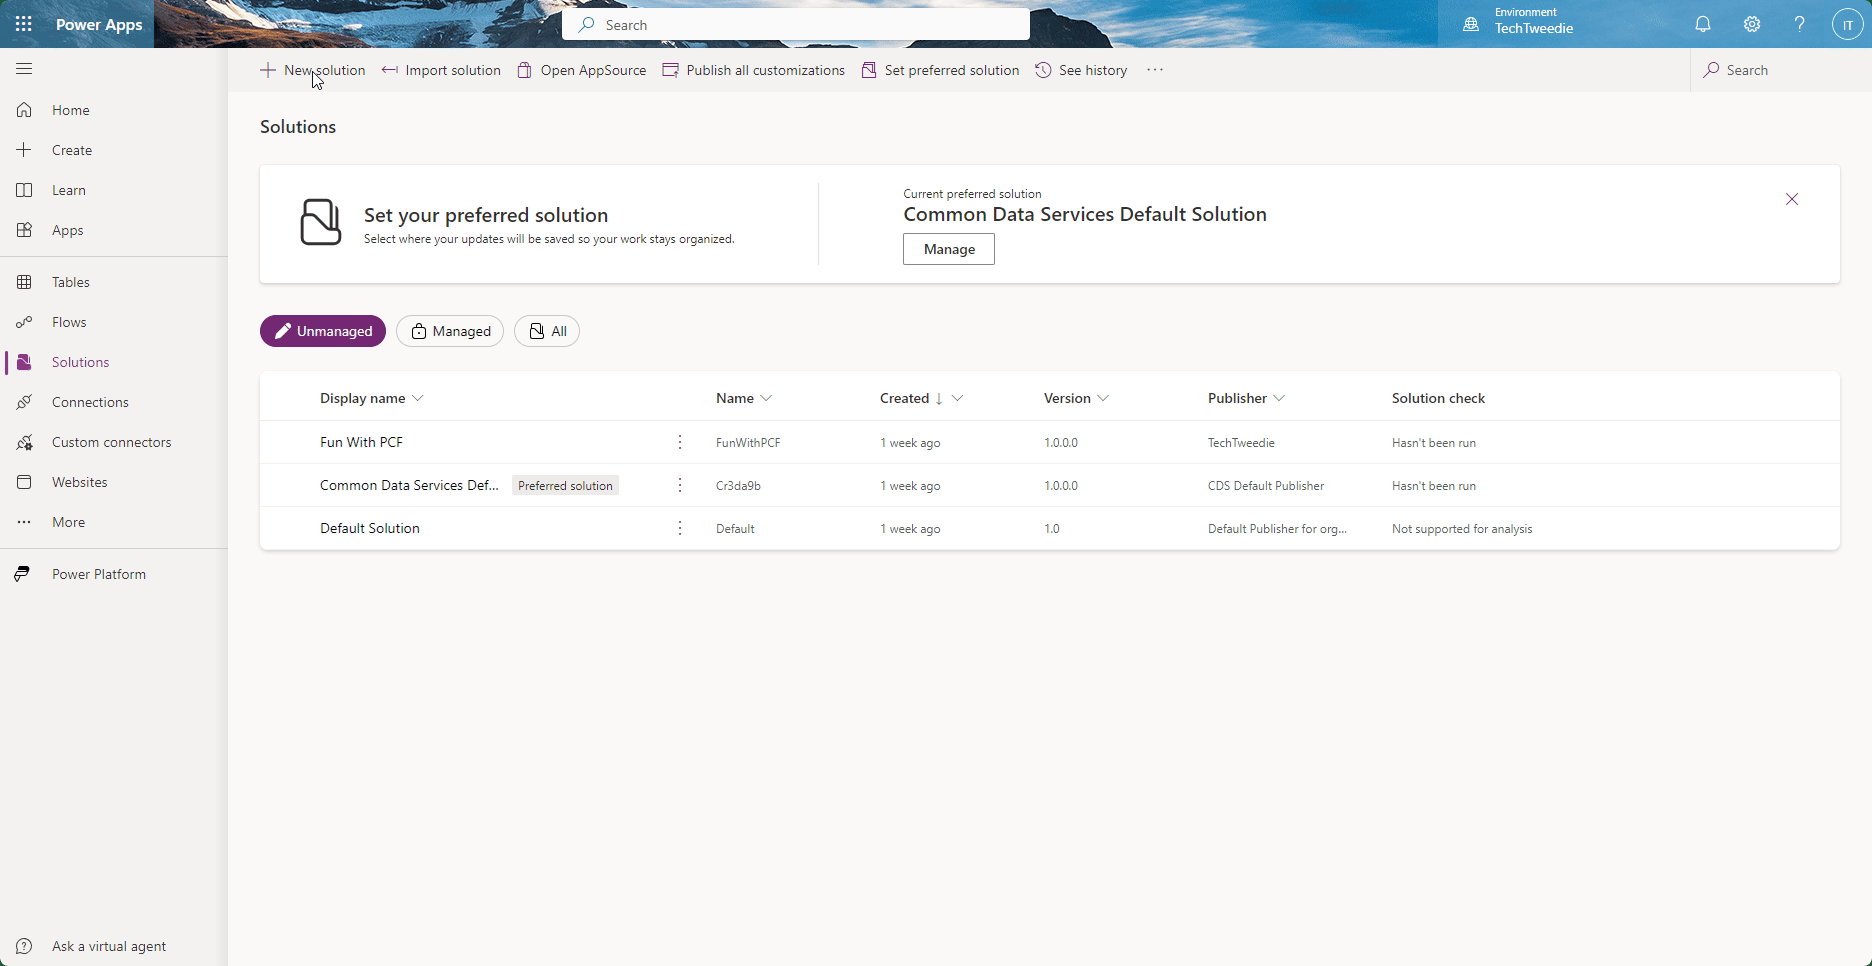 Power Apps
Search
Environment
TechTweedie
?
IT
New solution
Import solution
Open AppSource
Publish all customizations
Set preferred solution
See history
···
Search
Home
Create
Learn
Apps
Tables
Flows
Solutions
Connections
Custom connectors
Websites
More
Power Platform
Ask a virtual agent
Solutions
Set your preferred solution
Select where your updates will be saved so your work stays organized.
Current preferred solution
Common Data Services Default Solution
Manage
Unmanaged Managed All
Display name Name Created ↓ Version Publisher Solution check
Fun With PCF FunWithPCF 1 week ago 1.0.0.0 TechTweedie Hasn't been run
Common Data Services Def... Preferred solution Cr3da9b 1 week ago 1.0.0.0 CDS Default Publisher Hasn't been run
Default Solution Default 1 week ago 1.0 Default Publisher for org... Not supported for analysis